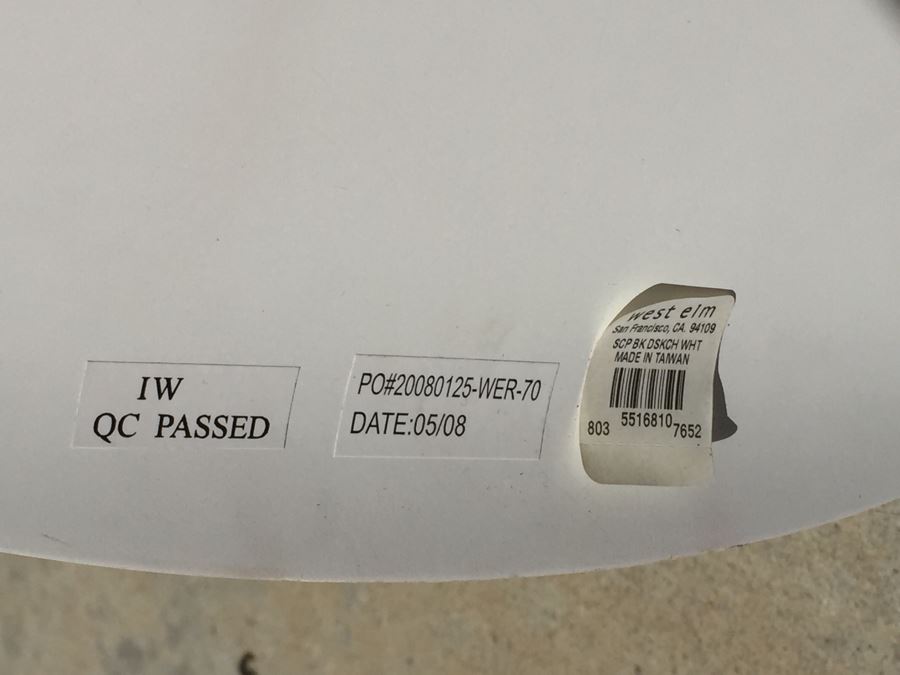 IW
QC PASSED
PO#20080125-WER-70
DATE:05/08
west elm
San Francisco, CA. 94109
SCP BK DSKCH WHT
MADE IN TAIWAN
803 5516810 7652